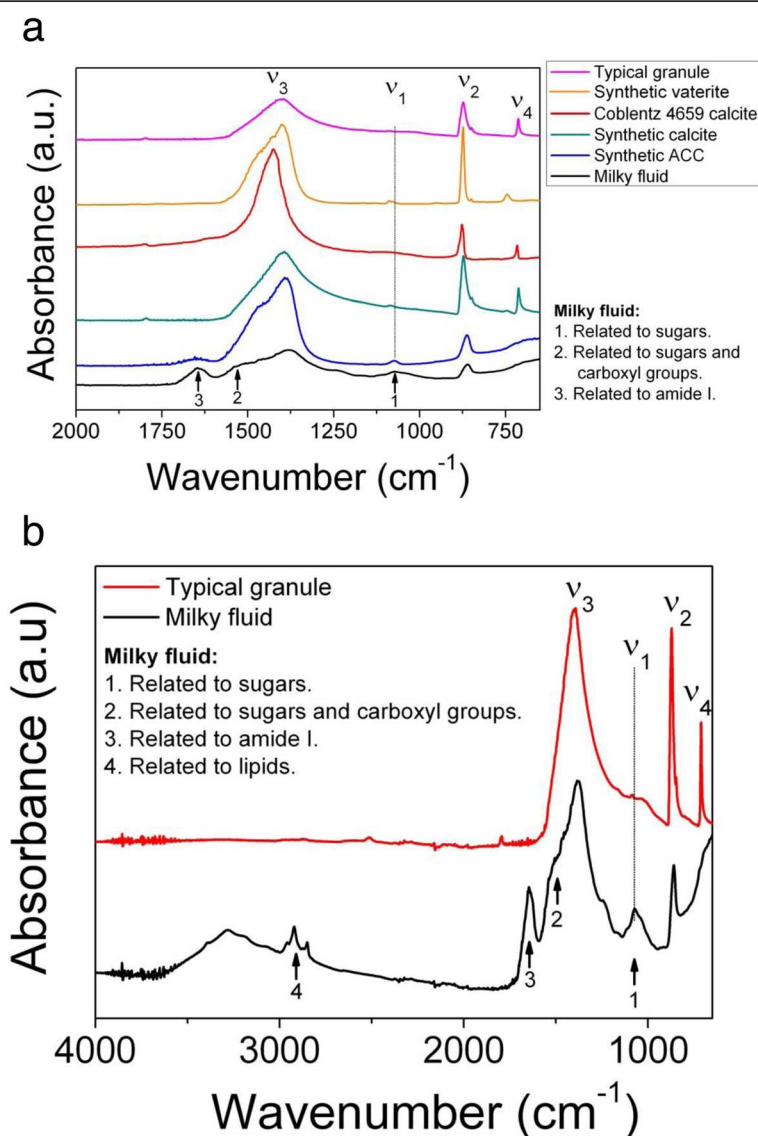 a
ν3
ν1
ν2
ν4
Typical granule
Synthetic vaterite
Coblentz 4659 calcite
Synthetic calcite
Synthetic ACC
Milky fluid
Absorbance (a.u.)
Milky fluid:
1. Related to sugars.
2. Related to sugars and
carboxyl groups.
3. Related to amide I.
3
2
1
2000
1750
1500
1250
1000
750
Wavenumber (cm-1)
b
Typical granule
Milky fluid
ν3
ν2
ν1
ν4
Milky fluid:
1. Related to sugars.
2. Related to sugars and carboxyl groups.
3. Related to amide I.
4. Related to lipids.
Absorbance (a.u)
4
3
2
1
4000
3000
2000
1000
Wavenumber (cm-1)